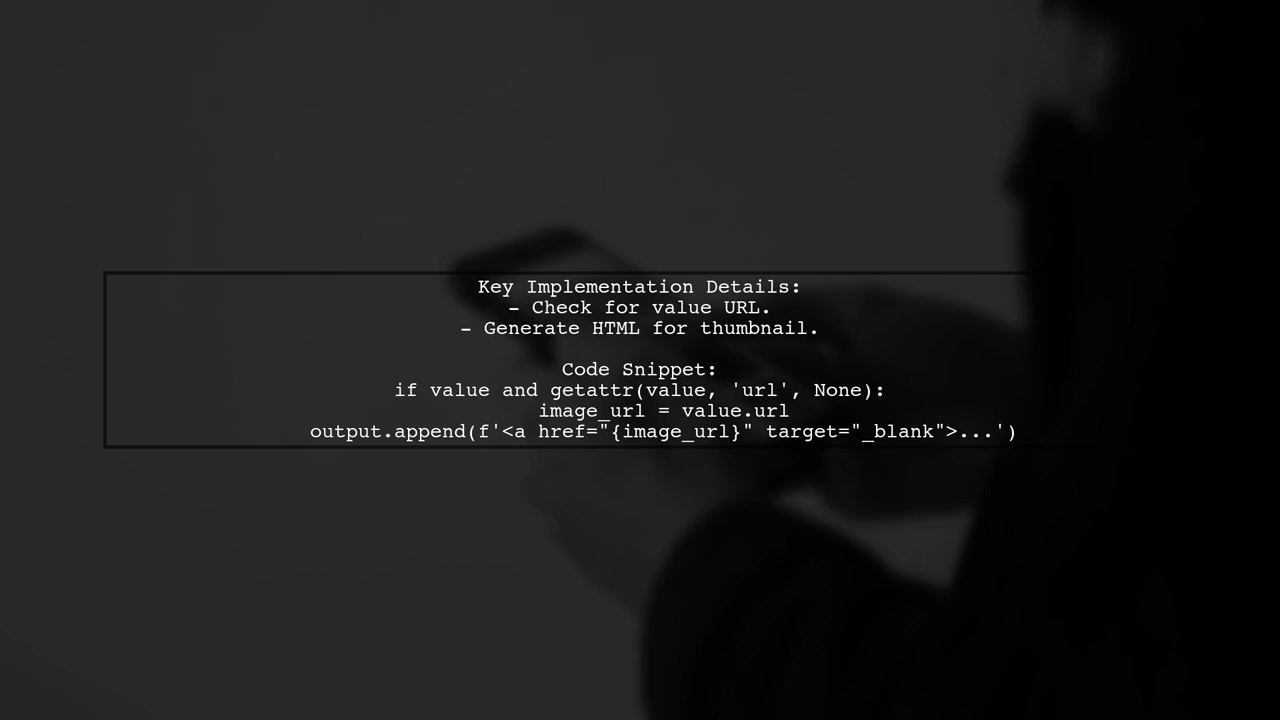 Key Implementation Details:
– Check for value URL.
– Generate HTML for thumbnail.
Code Snippet:
if value and getattr(value, 'url', None):
image_url = value.url
output.append(f'<a href="{image_url}" target="_blank">...')